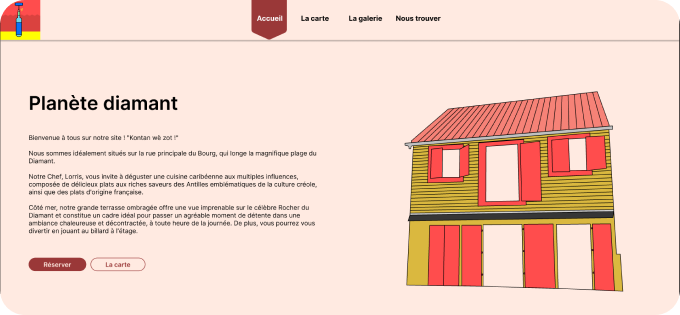 Accueil La carte La galerie Nous trouver
Planète diamant
Bienvenue à tous sur notre site ! "Kontan wè zot !"
Nous sommes idéalement situés sur la rue principale du Bourg, qui longe la magnifique plage du
Diamant.
Notre Chef, Lorris, vous invite à déguster une cuisine caribéenne aux multiples influences,
composée de délicieux plats aux riches saveurs des Antilles emblématiques de la culture créole,
ainsi que des plats d'origine française.
Côté mer, notre grande terrasse ombragée offre une vue imprenable sur le célèbre Rocher du
Diamant et constitue un cadre idéal pour passer un agréable moment de détente dans une
ambiance chaleureuse et décontractée, à toute heure de la journée. De plus, vous pourrez vous
divertir en jouant au billard à l'étage.
Réserver La carte